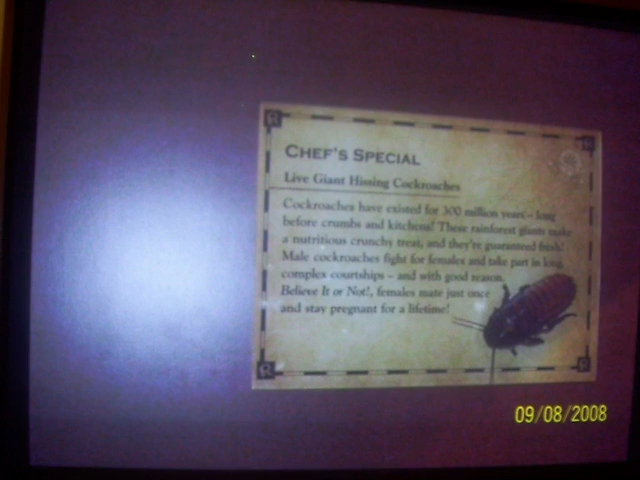 CHEF'S SPECIAL
Live Giant Hissing Cockroaches
Cockroaches have existed for 300 million years – long
before crumbs and kitchens! These rainforest giants make
a nutritious crunchy treat, and they're guaranteed fresh!
Male cockroaches fight for females and take part in long,
complex courtships – and with good reason.
Believe It or Not!, females mate just once
and stay pregnant for a lifetime!
09/08/2008